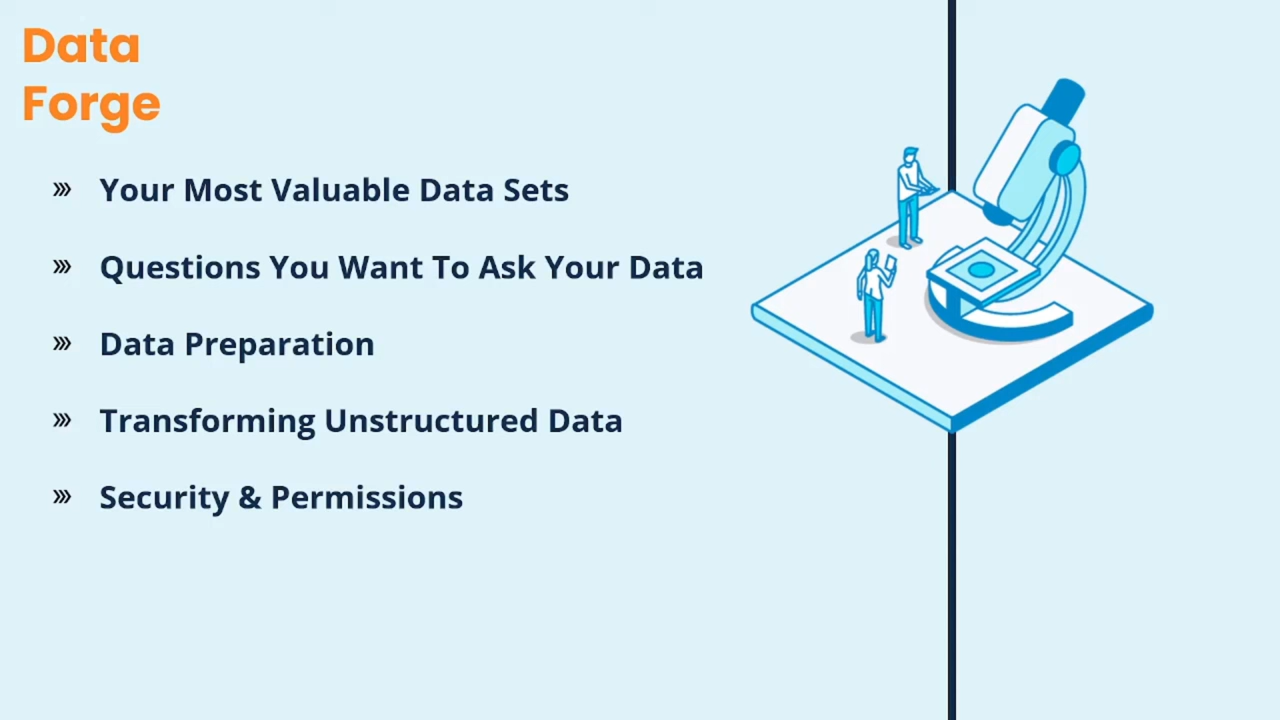 Data
Forge
Your Most Valuable Data Sets
Questions You Want To Ask Your Data
Data Preparation
Transforming Unstructured Data
Security & Permissions